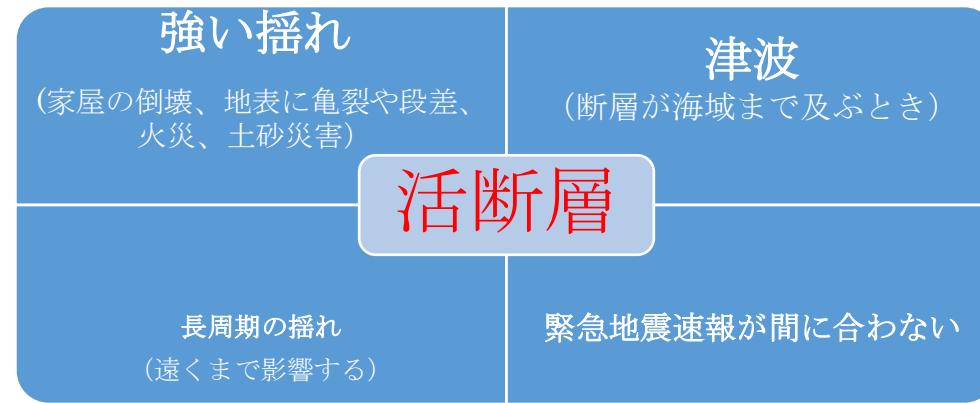 強い揺れ
(家屋の倒壊、地表に亀裂や段差、
火災、土砂災害)
津波
(断層が海域まで及ぶとき)
活断層
長周期の揺れ
(遠くまで影響する)
緊急地震速報が間に合わない